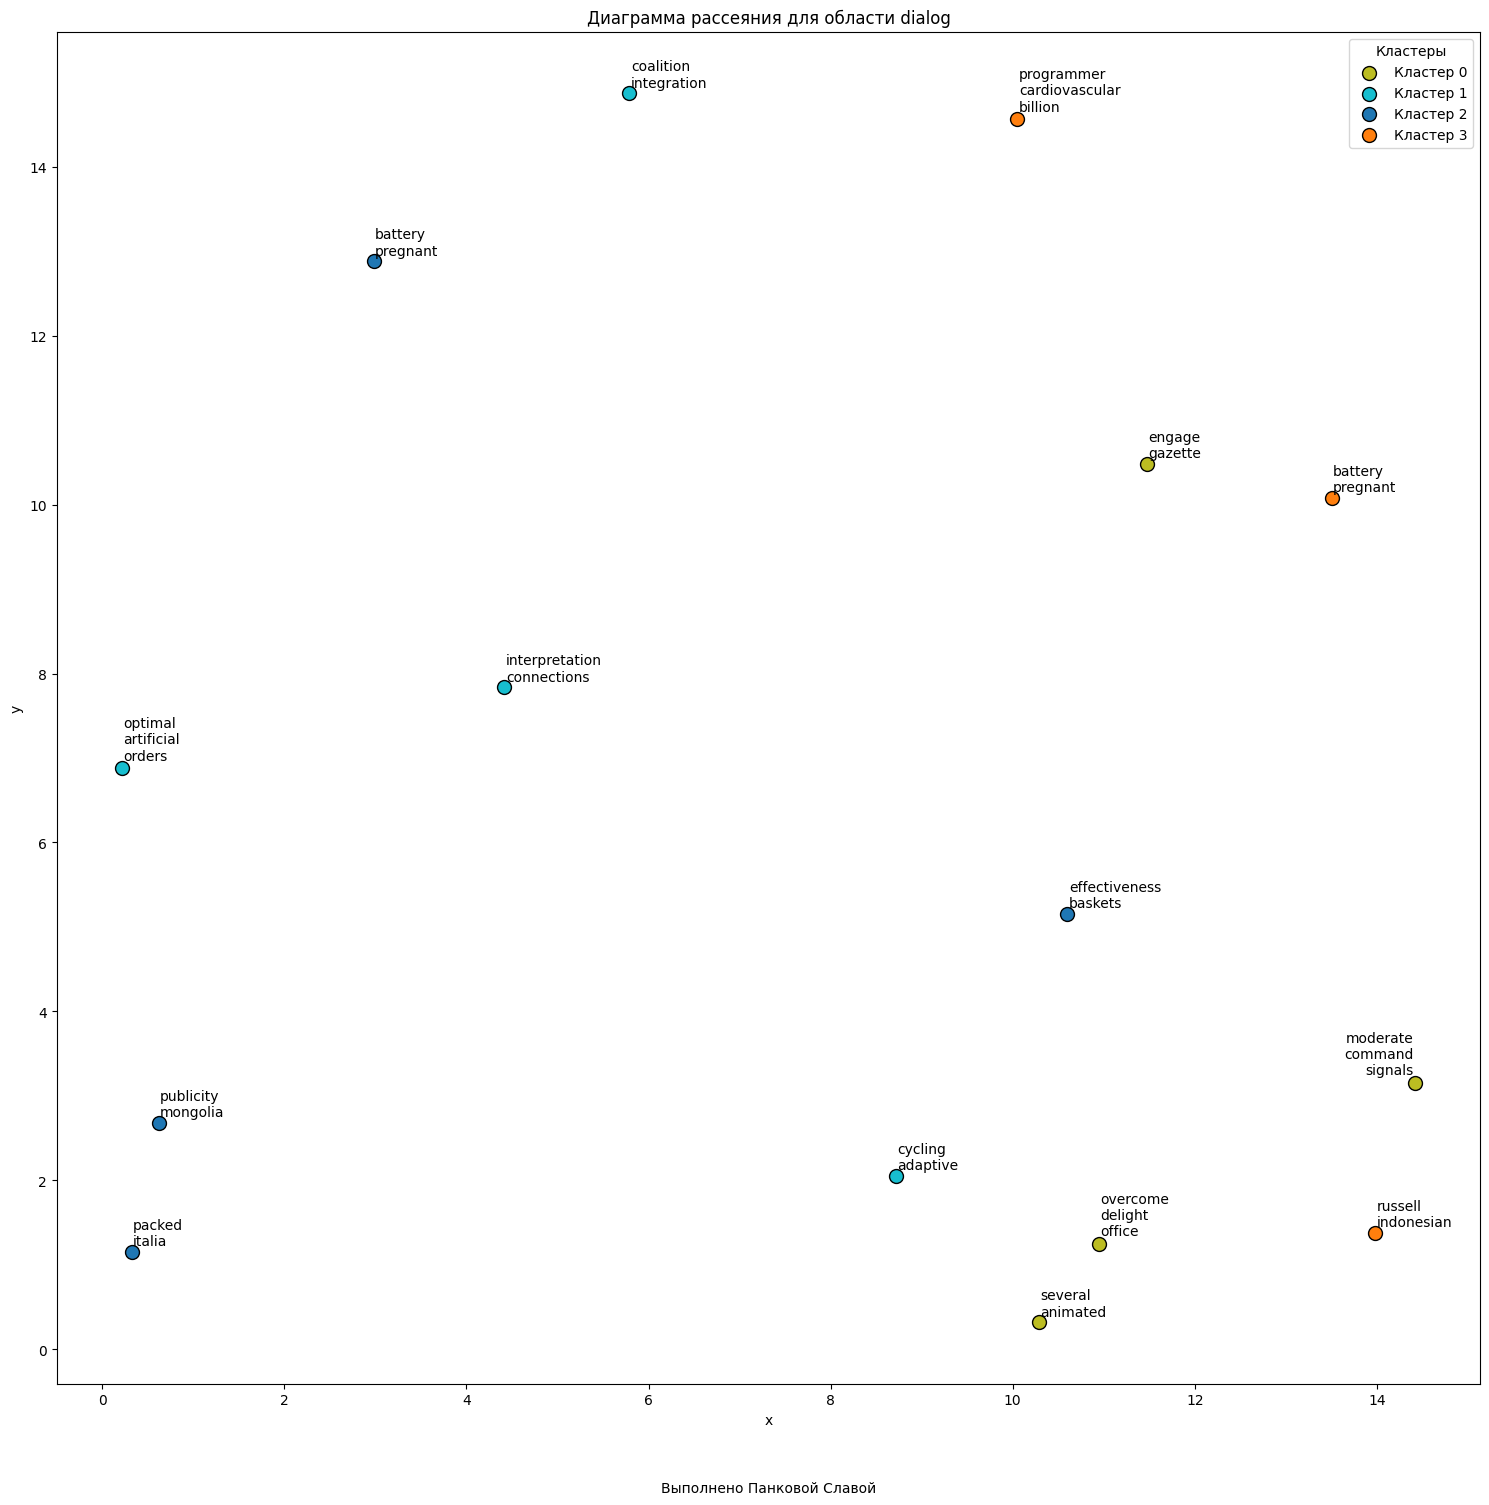 Диаграмма рассеяния для области dialog
Кластеры
Кластер 0
Кластер 1
Кластер 2
Кластер 3
coalition
integration
programmer
cardiovascular
billion
battery
pregnant
engage
gazette
battery
pregnant
interpretation
connections
optimal
artificial
orders
effectiveness
baskets
moderate
command
signals
publicity
mongolia
cycling
adaptive
overcome
delight
office
russell
indonesian
packed
italia
several
animated
14
12
10
8
6
4
2
0
y
0 2 4 6 8 10 12 14
x
Выполнено Панковой Славой